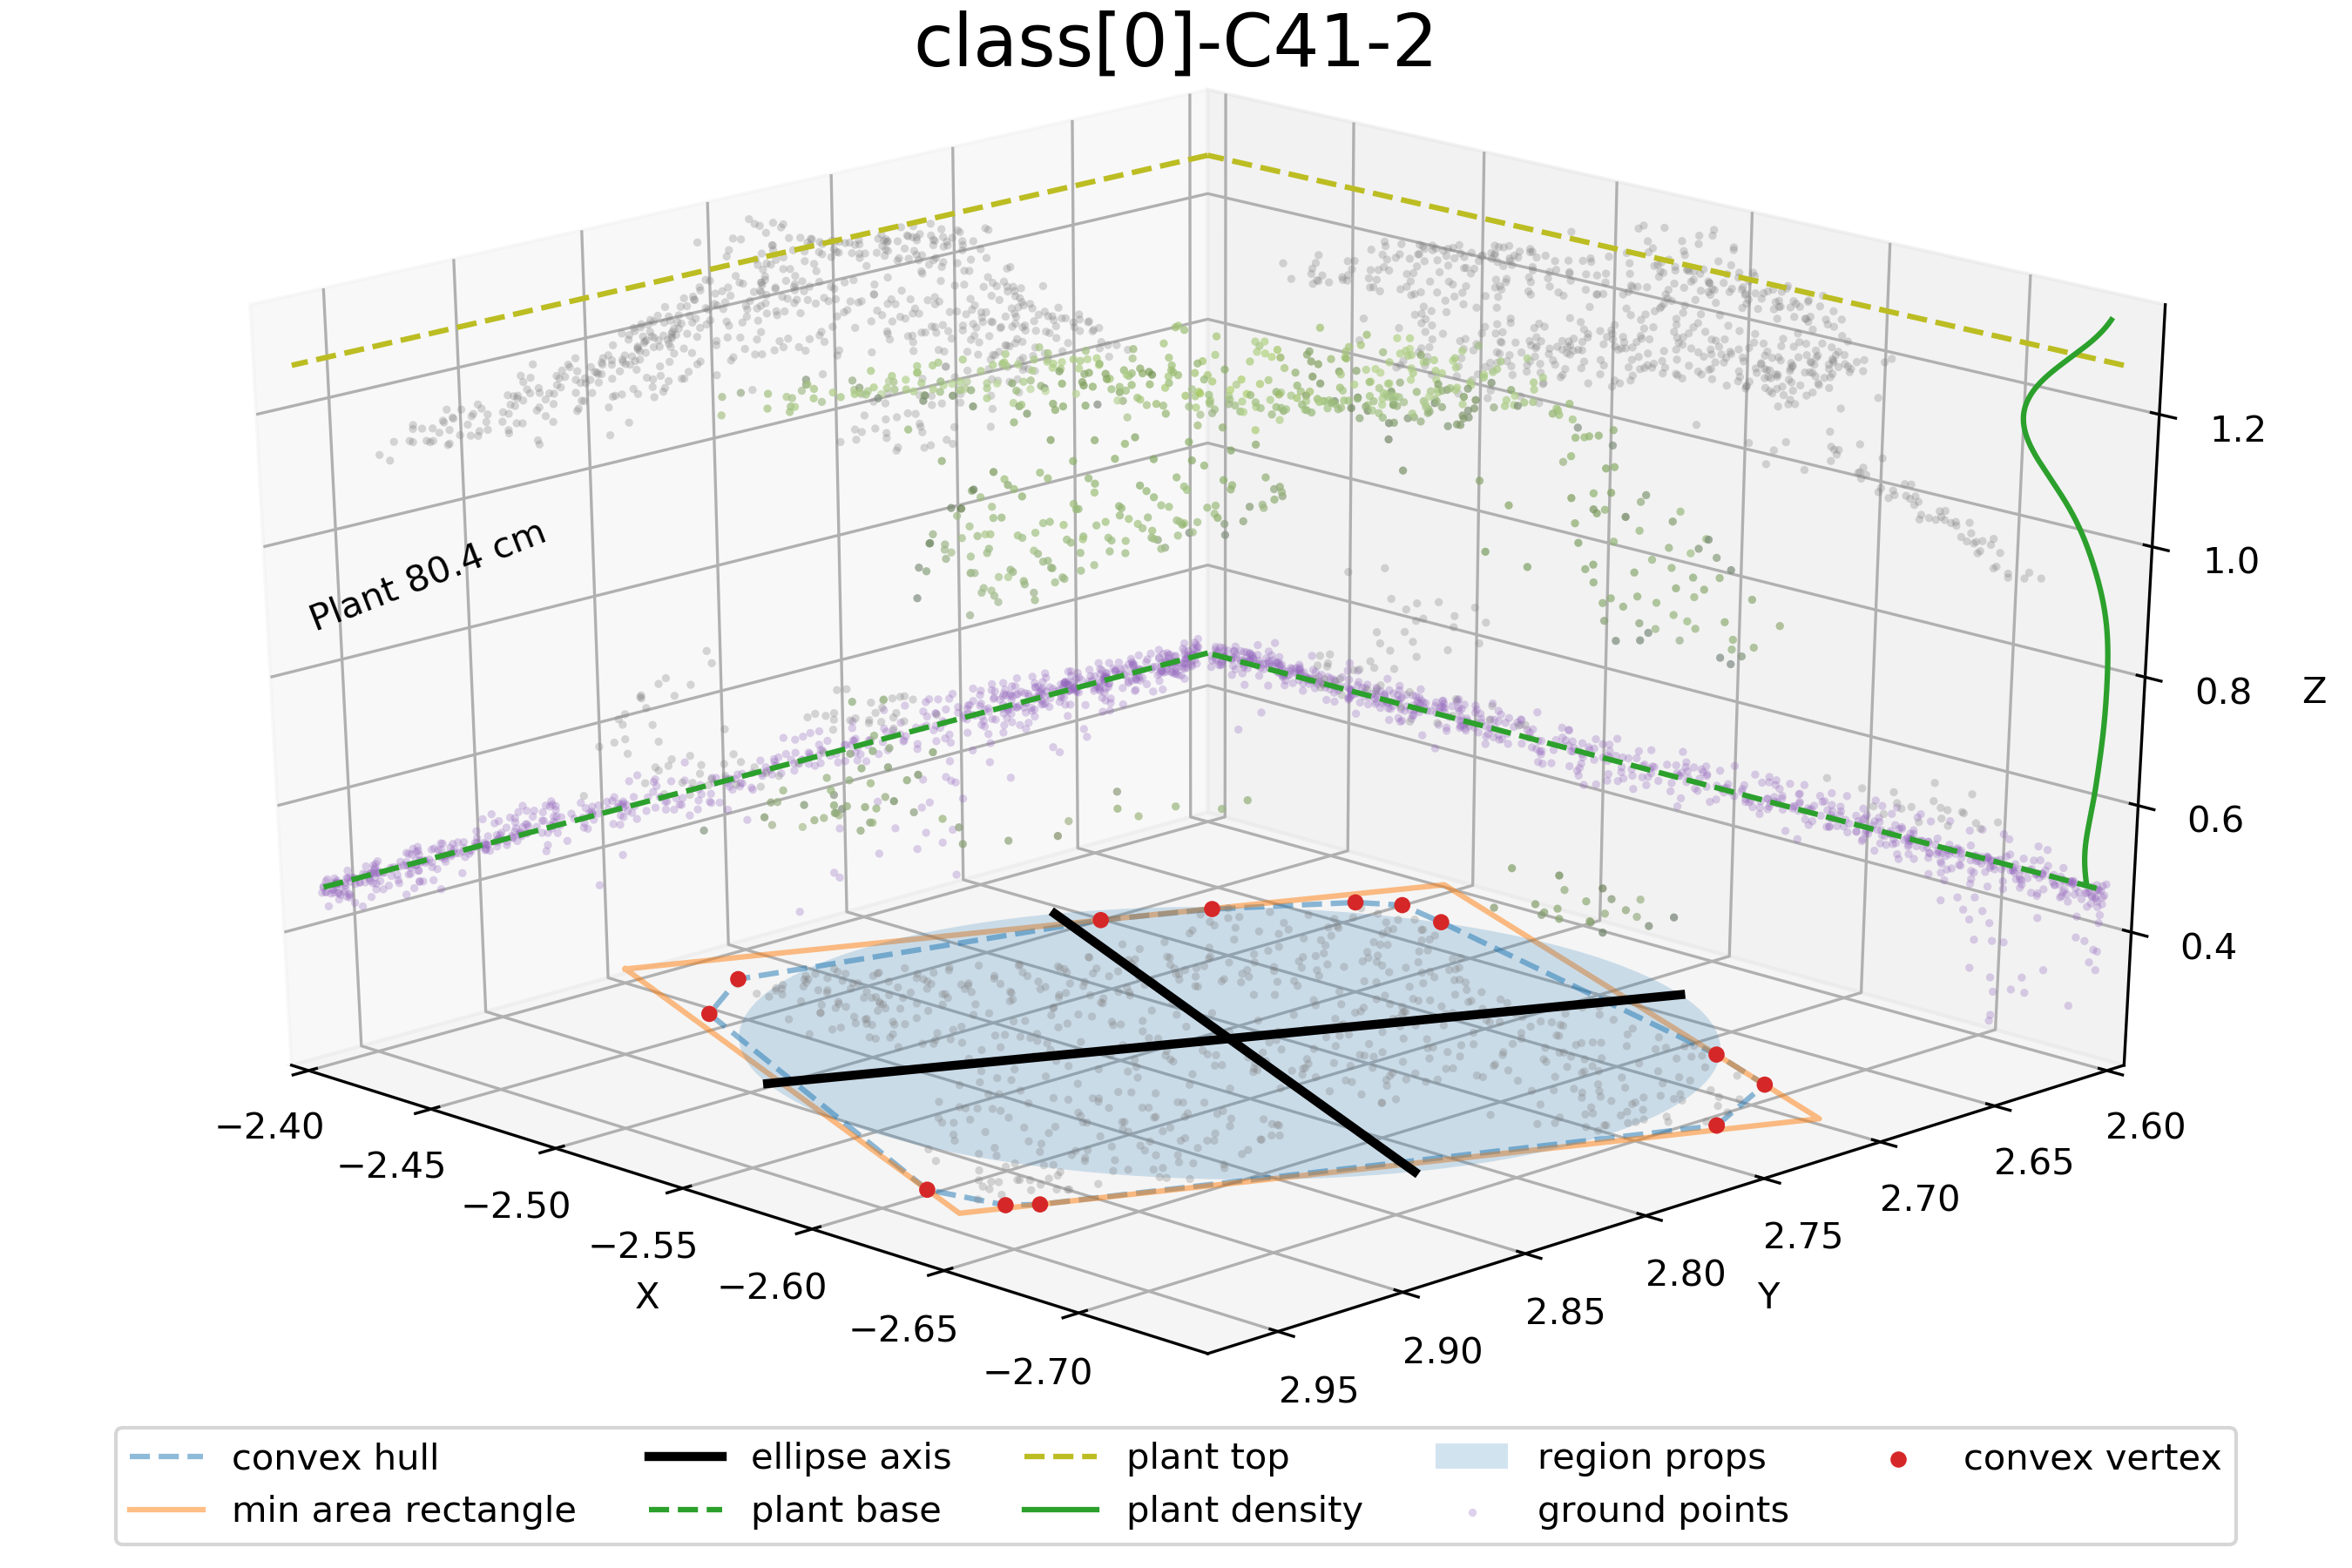 class[0]-C41-2
Plant 80.4 cm
1.2
1.0
0.8
0.6
0.4
Z
−2.40
−2.45
−2.50
−2.55
−2.60
−2.65
−2.70
X
2.60
2.65
2.70
2.75
2.80
2.85
2.90
2.95
Y
convex hull
min area rectangle
ellipse axis
plant base
plant top
plant density
region props
ground points
convex vertex